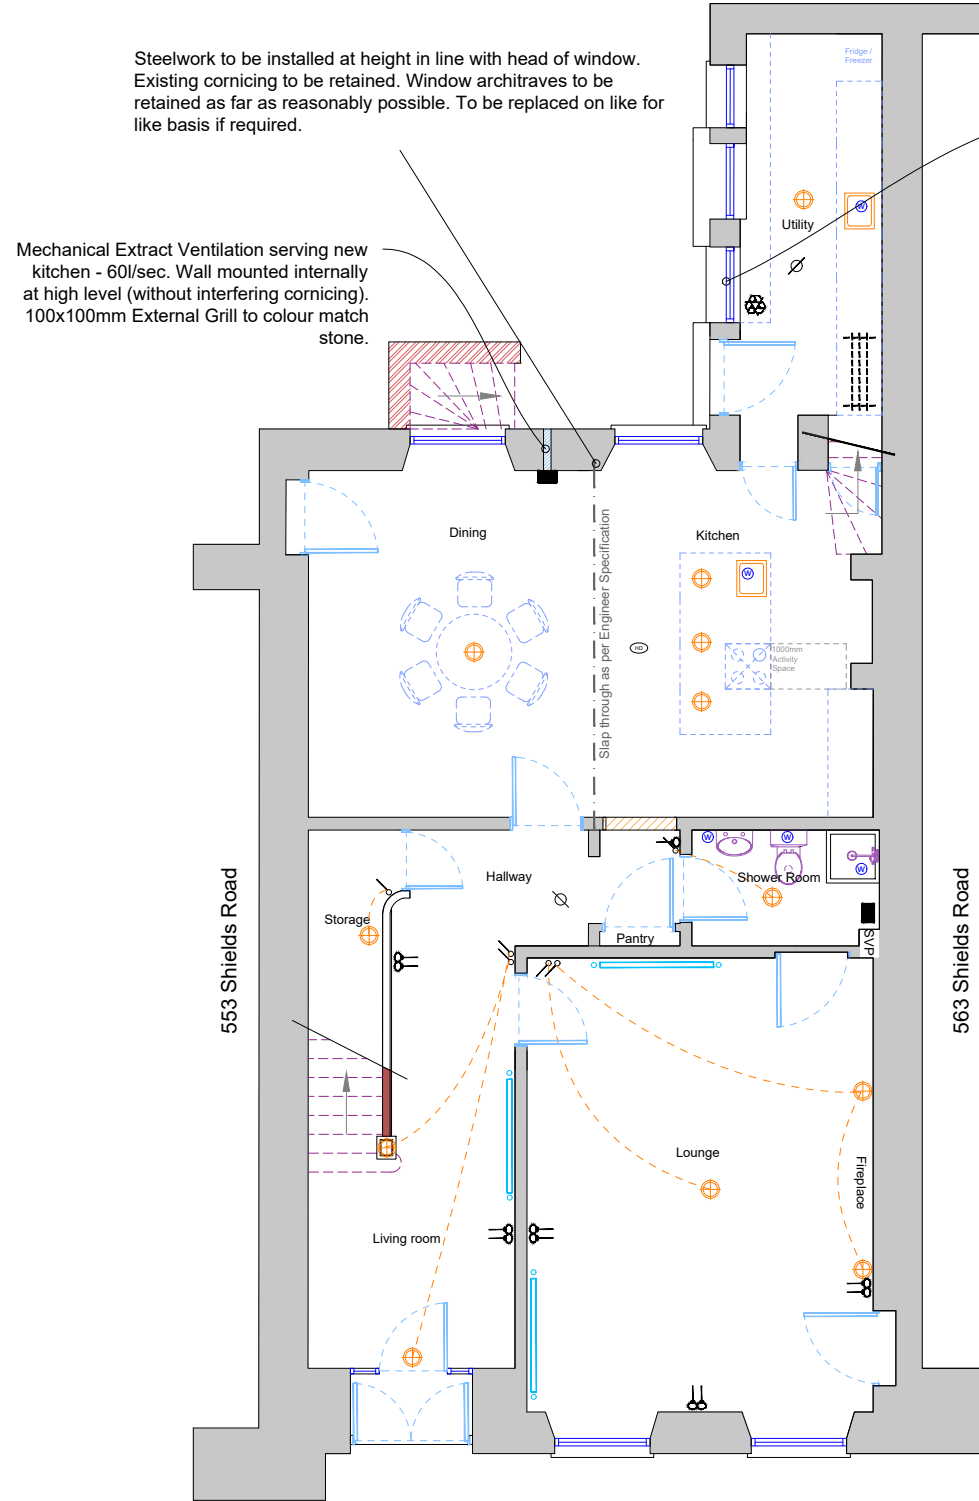 Steelwork to be installed at height in line with head of window.
Existing cornicing to be retained. Window architraves to be
retained as far as reasonably possible. To be replaced on like for
like basis if required.
Fridge /
Freezer
W
Utility
Mechanical Extract Ventilation serving new
kitchen - 60l/sec. Wall mounted internally
at high level (without interfering cornicing).
100x100mm External Grill to colour match
stone.
Dining
Slap through as per Engineer Specification
Kitchen
W
HD
1000mm
Activity
Space
W
W
W
Hallway
Shower Room
Storage
Pantry
SVP
553 Shields Road
563 Shields Road
Lounge
Fireplace
Living room